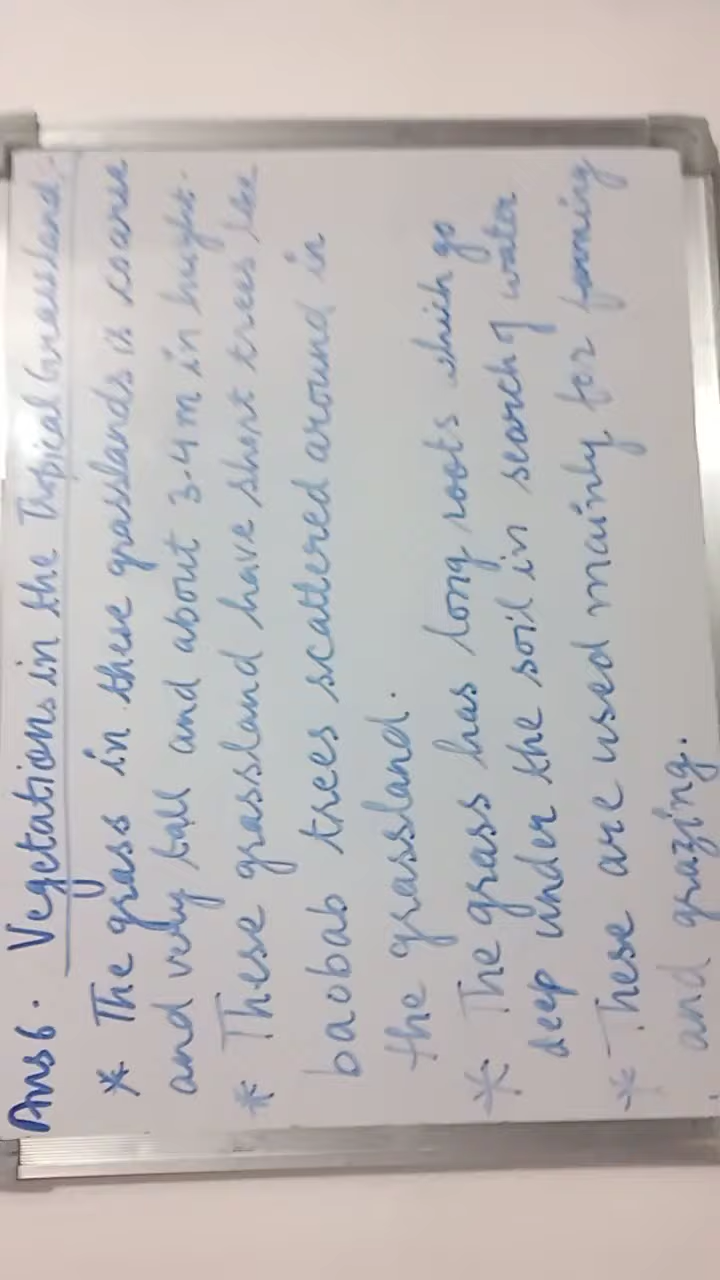 Ans 6. Vegetations in the Tropical Grassland.
* The grass in these grasslands is coarse
and very tall and about 3-4 m in height.
* These grassland have short trees like
baobab trees scattered around in
the grassland.
* The grass has long roots which go
deep under the soil in search of water
* These are used mainly for farming
and grazing.